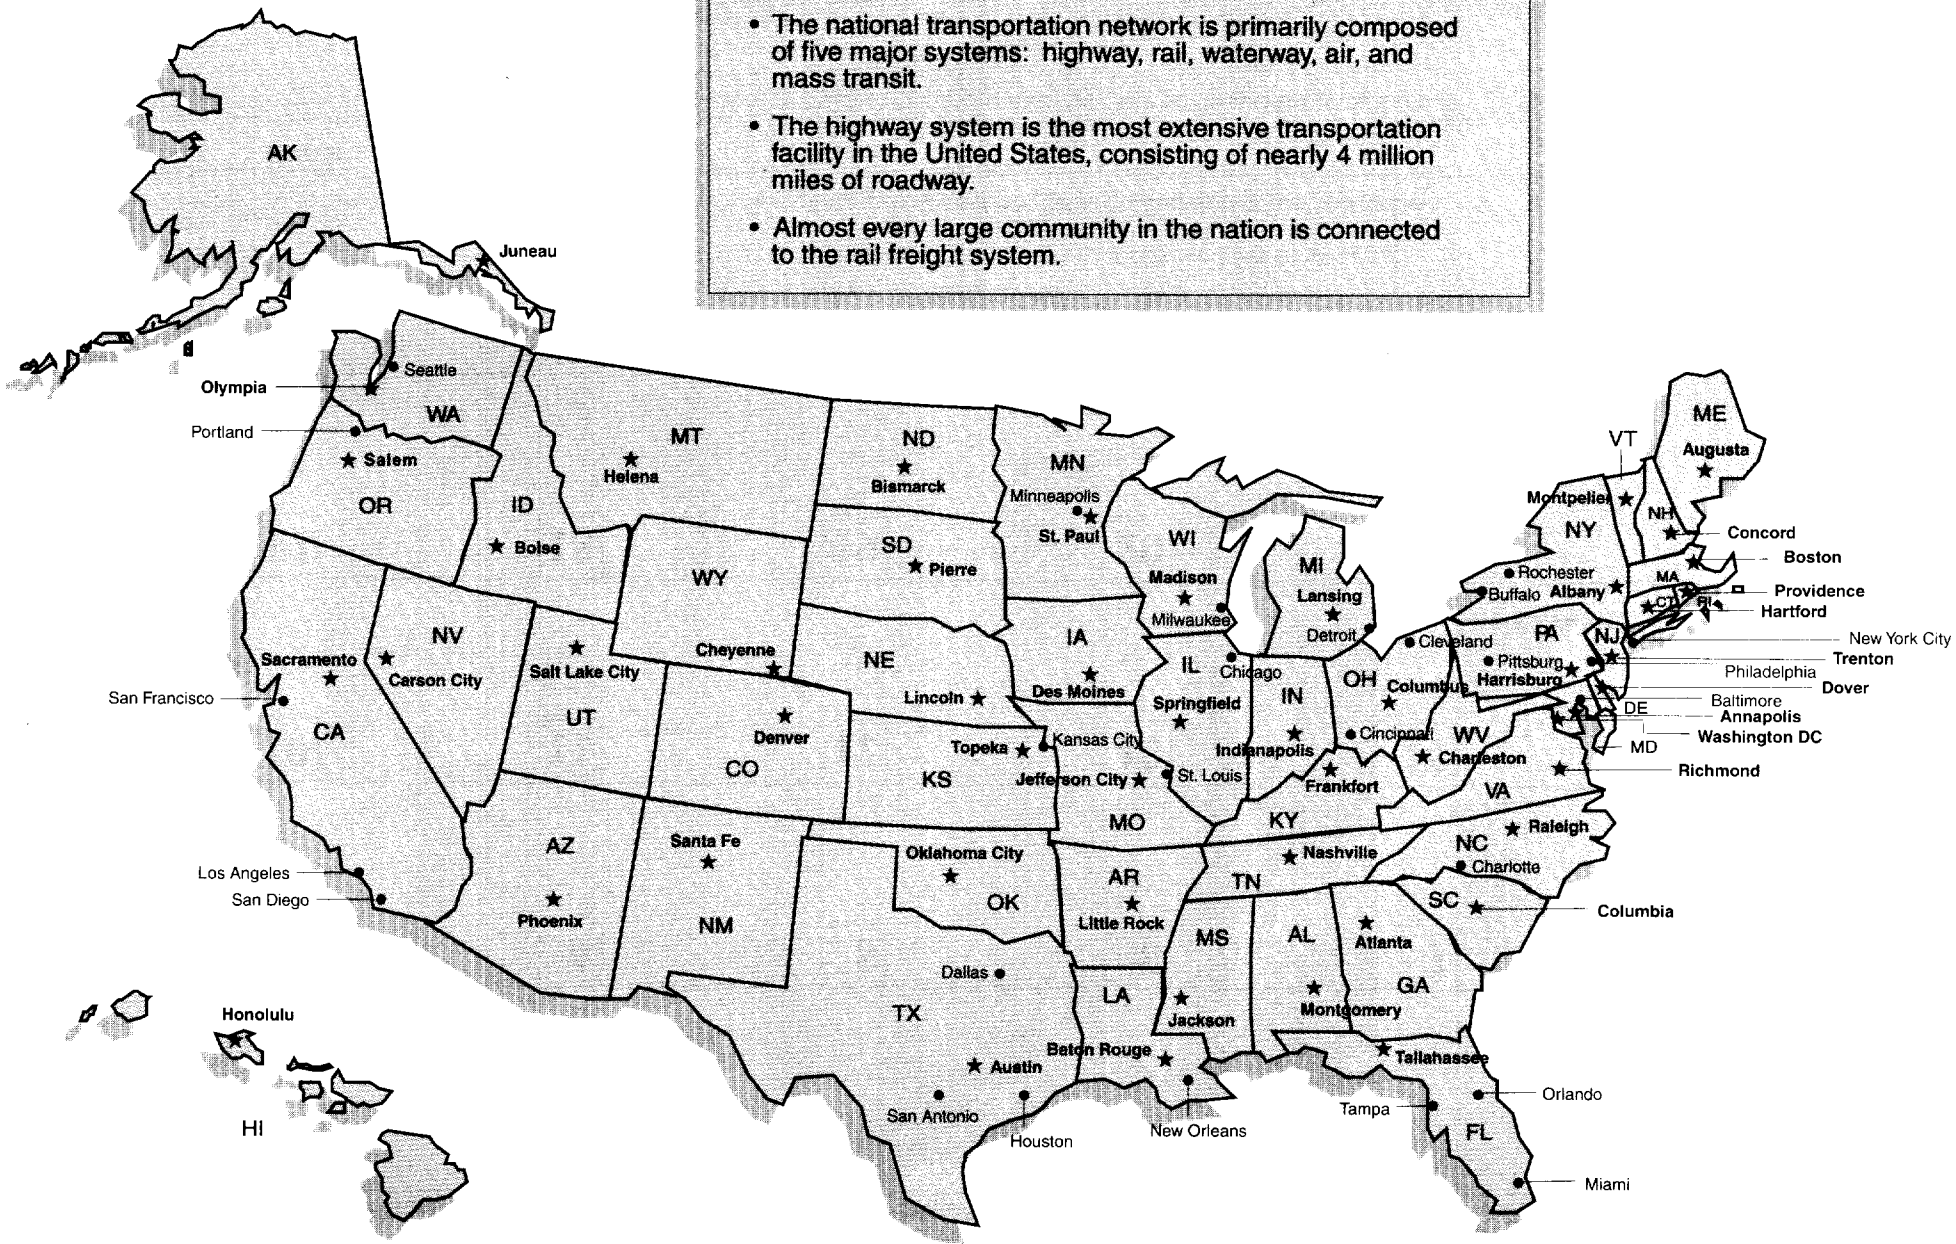 • The national transportation network is primarily composed
of five major systems: highway, rail, waterway, air, and
mass transit.
• The highway system is the most extensive transportation
facility in the United States, consisting of nearly 4 million
miles of roadway.
• Almost every large community in the nation is connected
to the rail freight system.
AK
Juneau
Seattle
Olympia
WA
Portland
Salem
OR
ID
Boise
MT
Helena
ND
Bismarck
MN
Minneapolis
St. Paul
SD
Pierre
WY
Cheyenne
WI
Madison
Milwaukee
MI
Lansing
Detroit
ME
Augusta
VT
Montpelier
NY
NH
Concord
Boston
Rochester
Buffalo
Albany
MA
Providence
CT
RI
Hartford
New York City
NV
Sacramento
Carson City
San Francisco
CA
Salt Lake City
UT
NE
Lincoln
IA
Des Moines
IL
Chicago
Springfield
IN
Indianapolis
OH
Cleveland
Columbus
Cincinnati
PA
Pittsburg
Harrisburg
NJ
Trenton
Philadelphia
Dover
DE
Baltimore
Annapolis
Washington DC
MD
WV
Charleston
Richmond
VA
Denver
CO
Topeka
Kansas City
KS
Jefferson City
St. Louis
MO
Frankfort
KY
Los Angeles
San Diego
AZ
Phoenix
Santa Fe
NM
Oklahoma City
OK
AR
Little Rock
Nashville
TN
Raleigh
NC
Charlotte
SC
Columbia
MS
Jackson
AL
Montgomery
Atlanta
GA
Dallas
TX
Austin
San Antonio
Houston
LA
Baton Rouge
New Orleans
Tallahassee
Orlando
Tampa
FL
Miami
Honolulu
HI